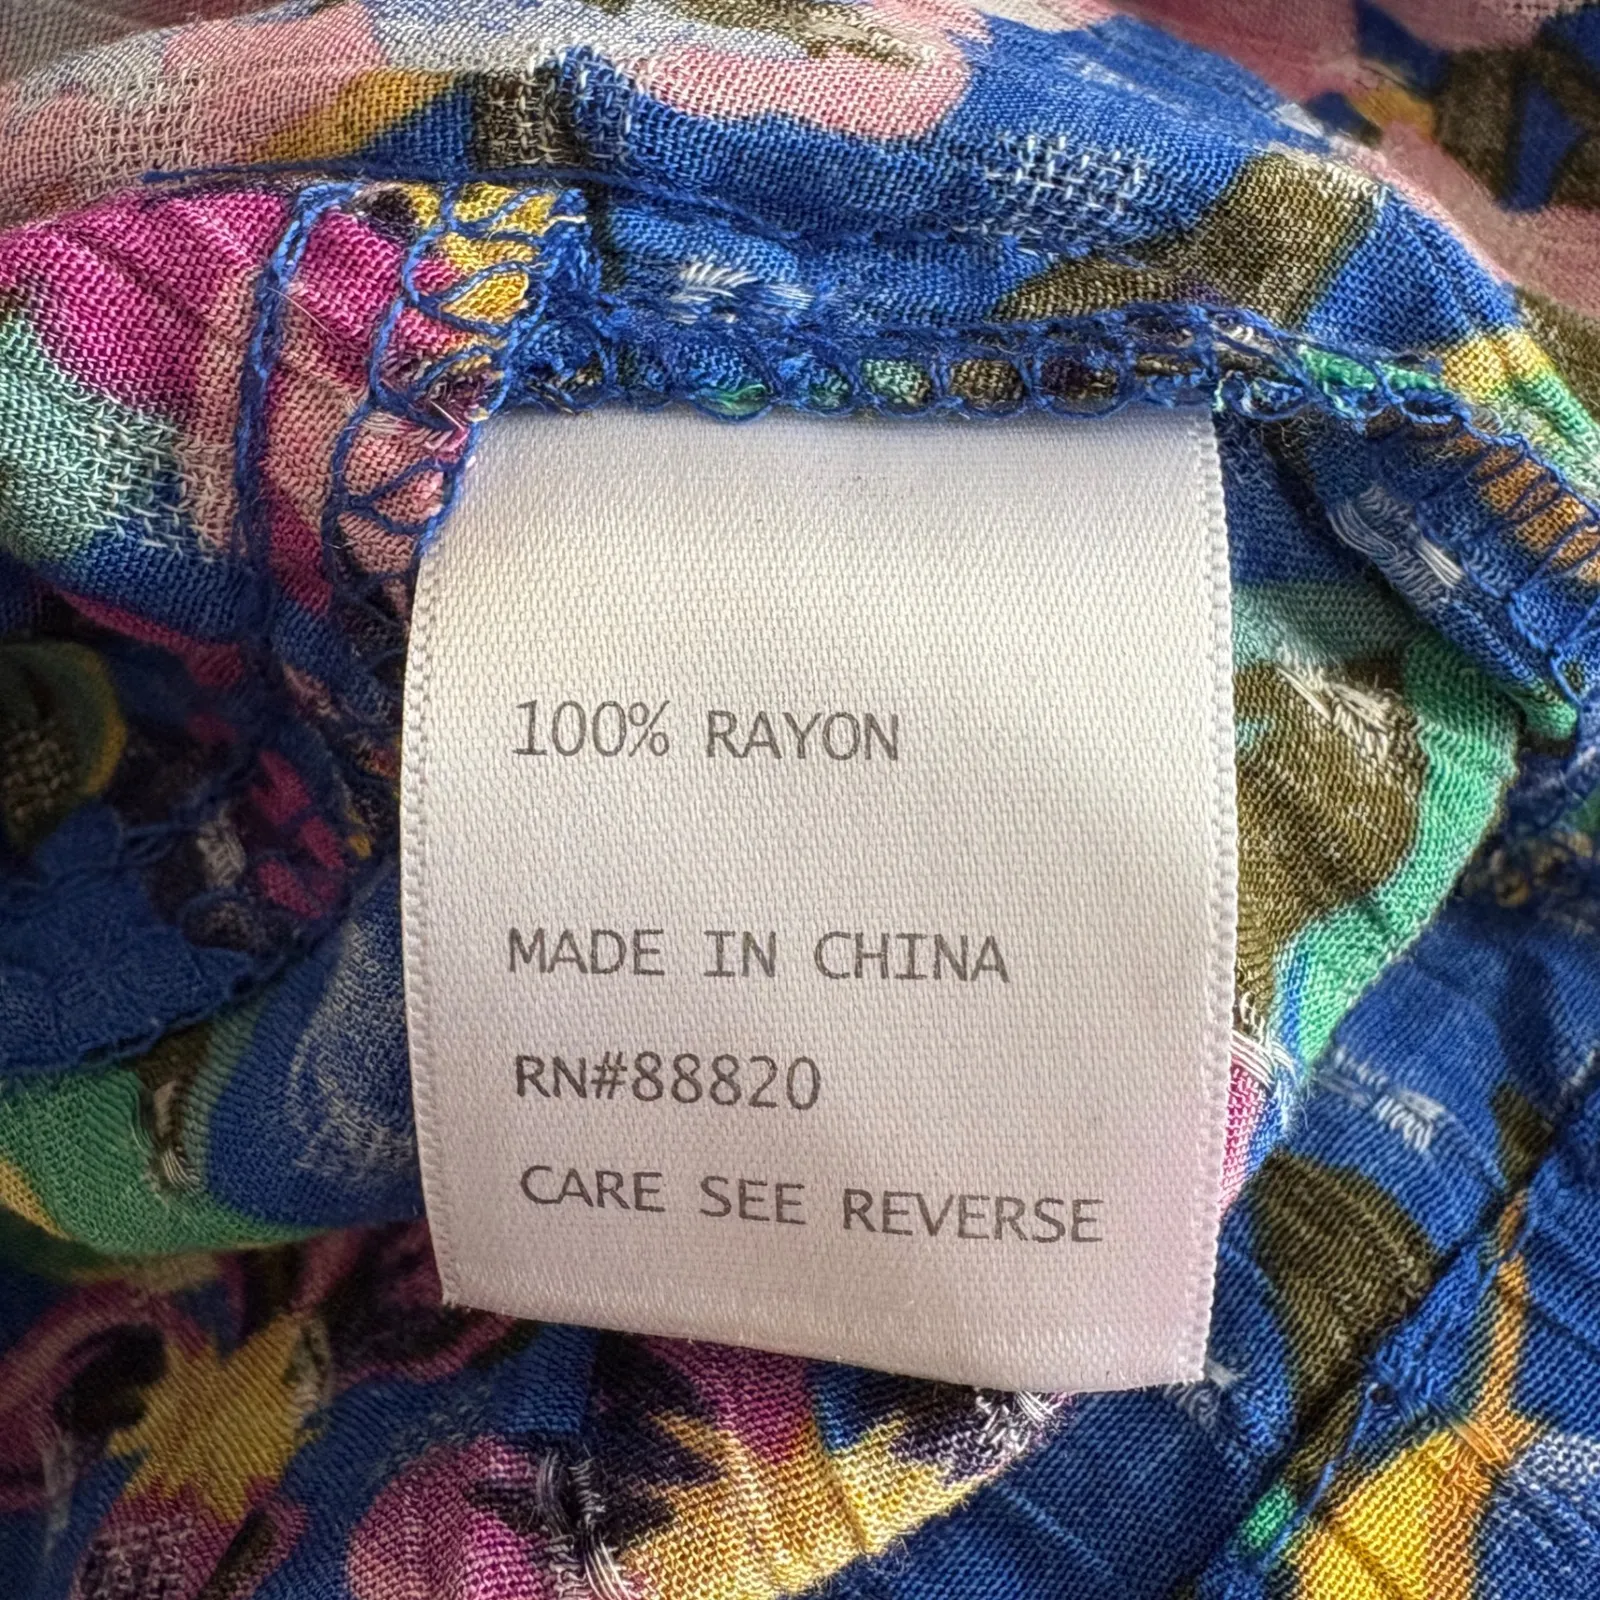 100% RAYON
MADE IN CHINA
RN#88820
CARE SEE REVERSE